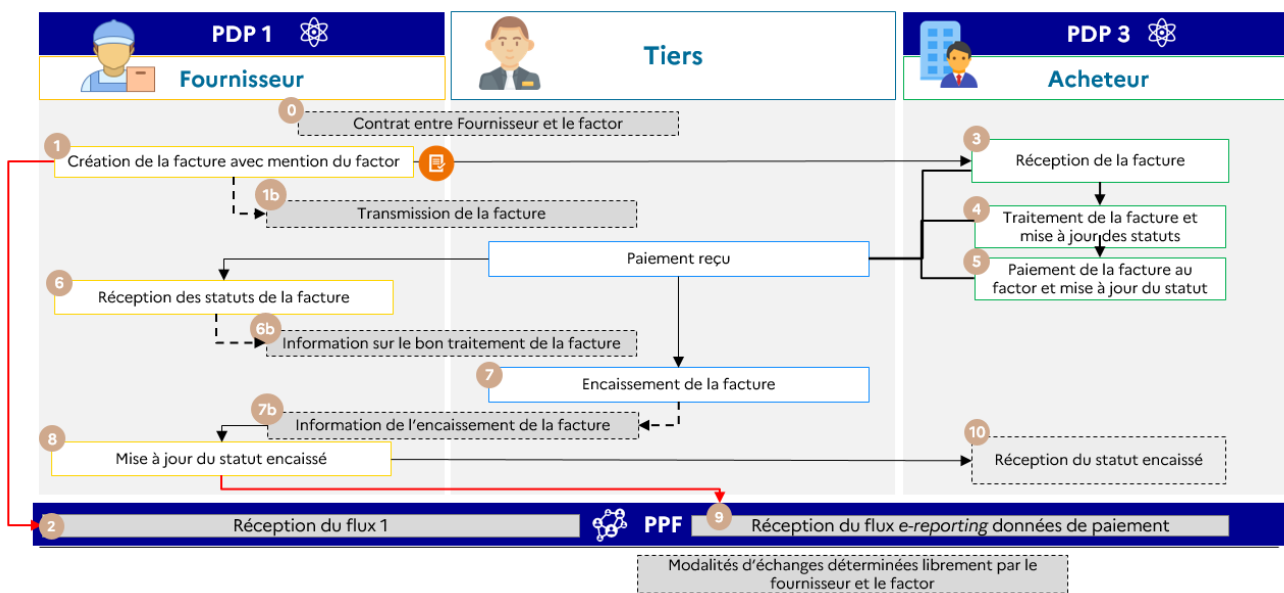 PDP 1
PDP 3
Fournisseur
Tiers
Acheteur
0
Contrat entre Fournisseur et le factor
1
Création de la facture avec mention du factor
3
Réception de la facture
1b
Transmission de la facture
4
Traitement de la facture et
mise à jour des statuts
Paiement reçu
5
Paiement de la facture au
factor et mise à jour du statut
6
Réception des statuts de la facture
6b
Information sur le bon traitement de la facture
7
Encaissement de la facture
7b
Information de l'encaissement de la facture
8
Mise à jour du statut encaissé
10
Réception du statut encaissé
2
Réception du flux 1
PPF
9
Réception du flux e-reporting données de paiement
Modalités d'échanges déterminées librement par le
fournisseur et le factor